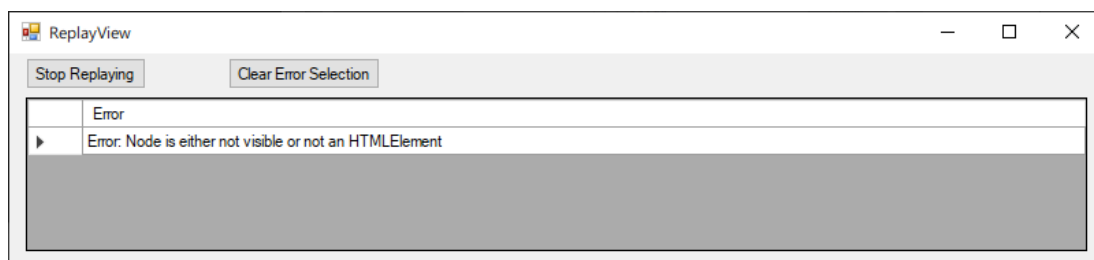 ReplayView
Stop Replaying Clear Error Selection
Error
Error: Node is either not visible or not an HTMLElement